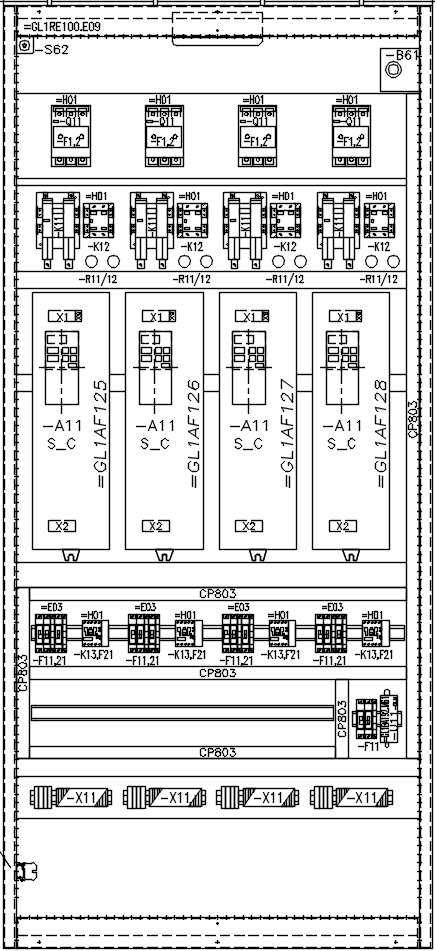 =GL1RE100.E09
-S62
-B61
=H01 =H01 =H01 =H01
-Q11 -Q11 -Q11 -Q11
F1,2 F1,2 F1,2 F1,2
=H01 =H01 =H01 =H01
-K11 -K11 -K11 -K11
-K12 -K12 -K12 -K12
-R11/12 -R11/12 -R11/12 -R11/12
X1 X1 X1 X1
-A11 -A11 -A11 -A11
S_C S_C S_C S_C
=GL1AF125 =GL1AF126 =GL1AF127 =GL1AF128
CP803
X2 X2 X2 X2
CP803
=E03 =H01 =E03 =H01 =E03 =H01 =E03 =H01
-F11,21 -K13,F21 -F11,21 -K13,F21 -F11,21 -K13,F21 -F11,21 -K13,F21
CP803
CP803
CP803
-F11
CP803
-X11 -X11 -X11 -X11